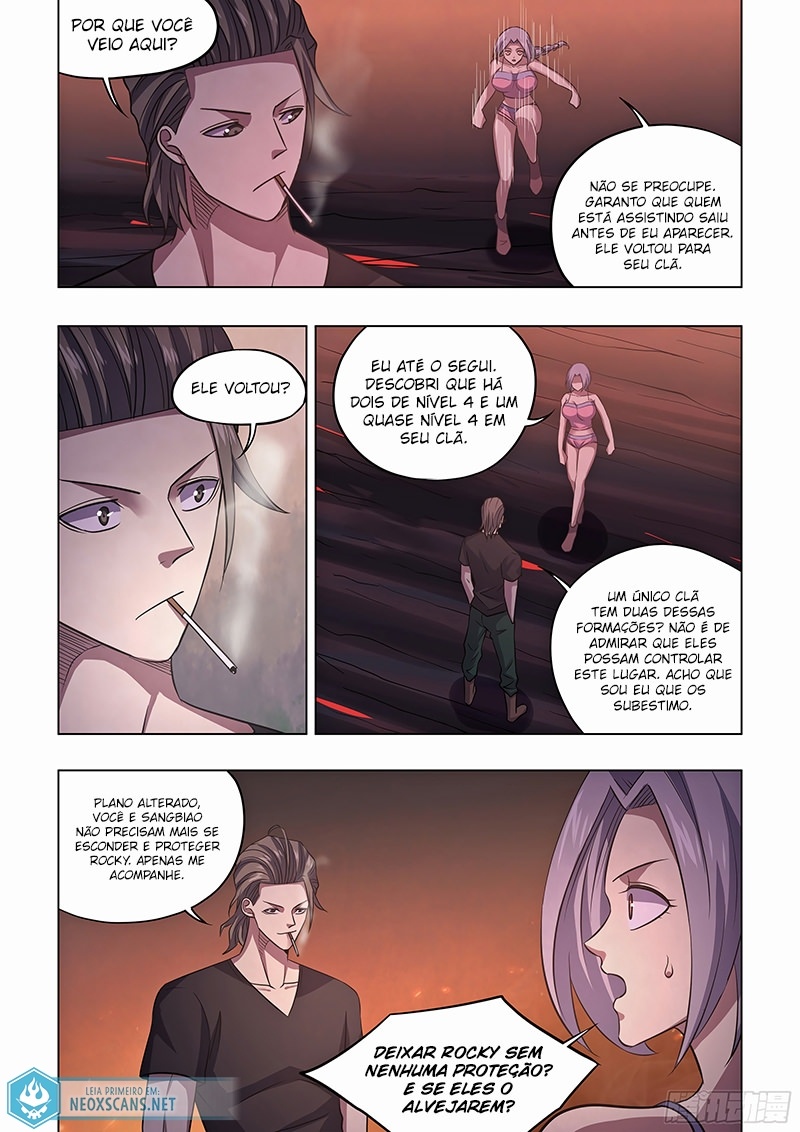 POR QUE VOCÊ
VEIO AQUI?
NÃO SE PREOCUPE.
GARANTO QUE QUEM
ESTÁ ASSISTINDO SAIU
ANTES DE EU APARECER.
ELE VOLTOU PARA
SEU CLÃ.
ELE VOLTOU?
EU ATÉ O SEGUI.
DESCOBRI QUE HÁ
DOIS DE NÍVEL 4 E UM
QUASE NÍVEL 4 EM
SEU CLÃ.
UM ÚNICO CLÃ
TEM DUAS DESSAS
FORMAÇÕES? NÃO É DE
ADMIRAR QUE ELES
POSSAM CONTROLAR
ESTE LUGAR. ACHO QUE
SOU EU QUE OS
SUBESTIMO.
PLANO ALTERADO,
VOCÊ E SANGBIAO
NÃO PRECISAM MAIS SE
ESCONDER E PROTEGER
ROCKY. APENAS ME
ACOMPANHE.
DEIXAR ROCKY SEM
NENHUMA PROTEÇÃO?
E SE ELES O
ALVEJAREM?
LEIA PRIMEIRO EM:
NEOXSCANS.NET
腾讯动漫